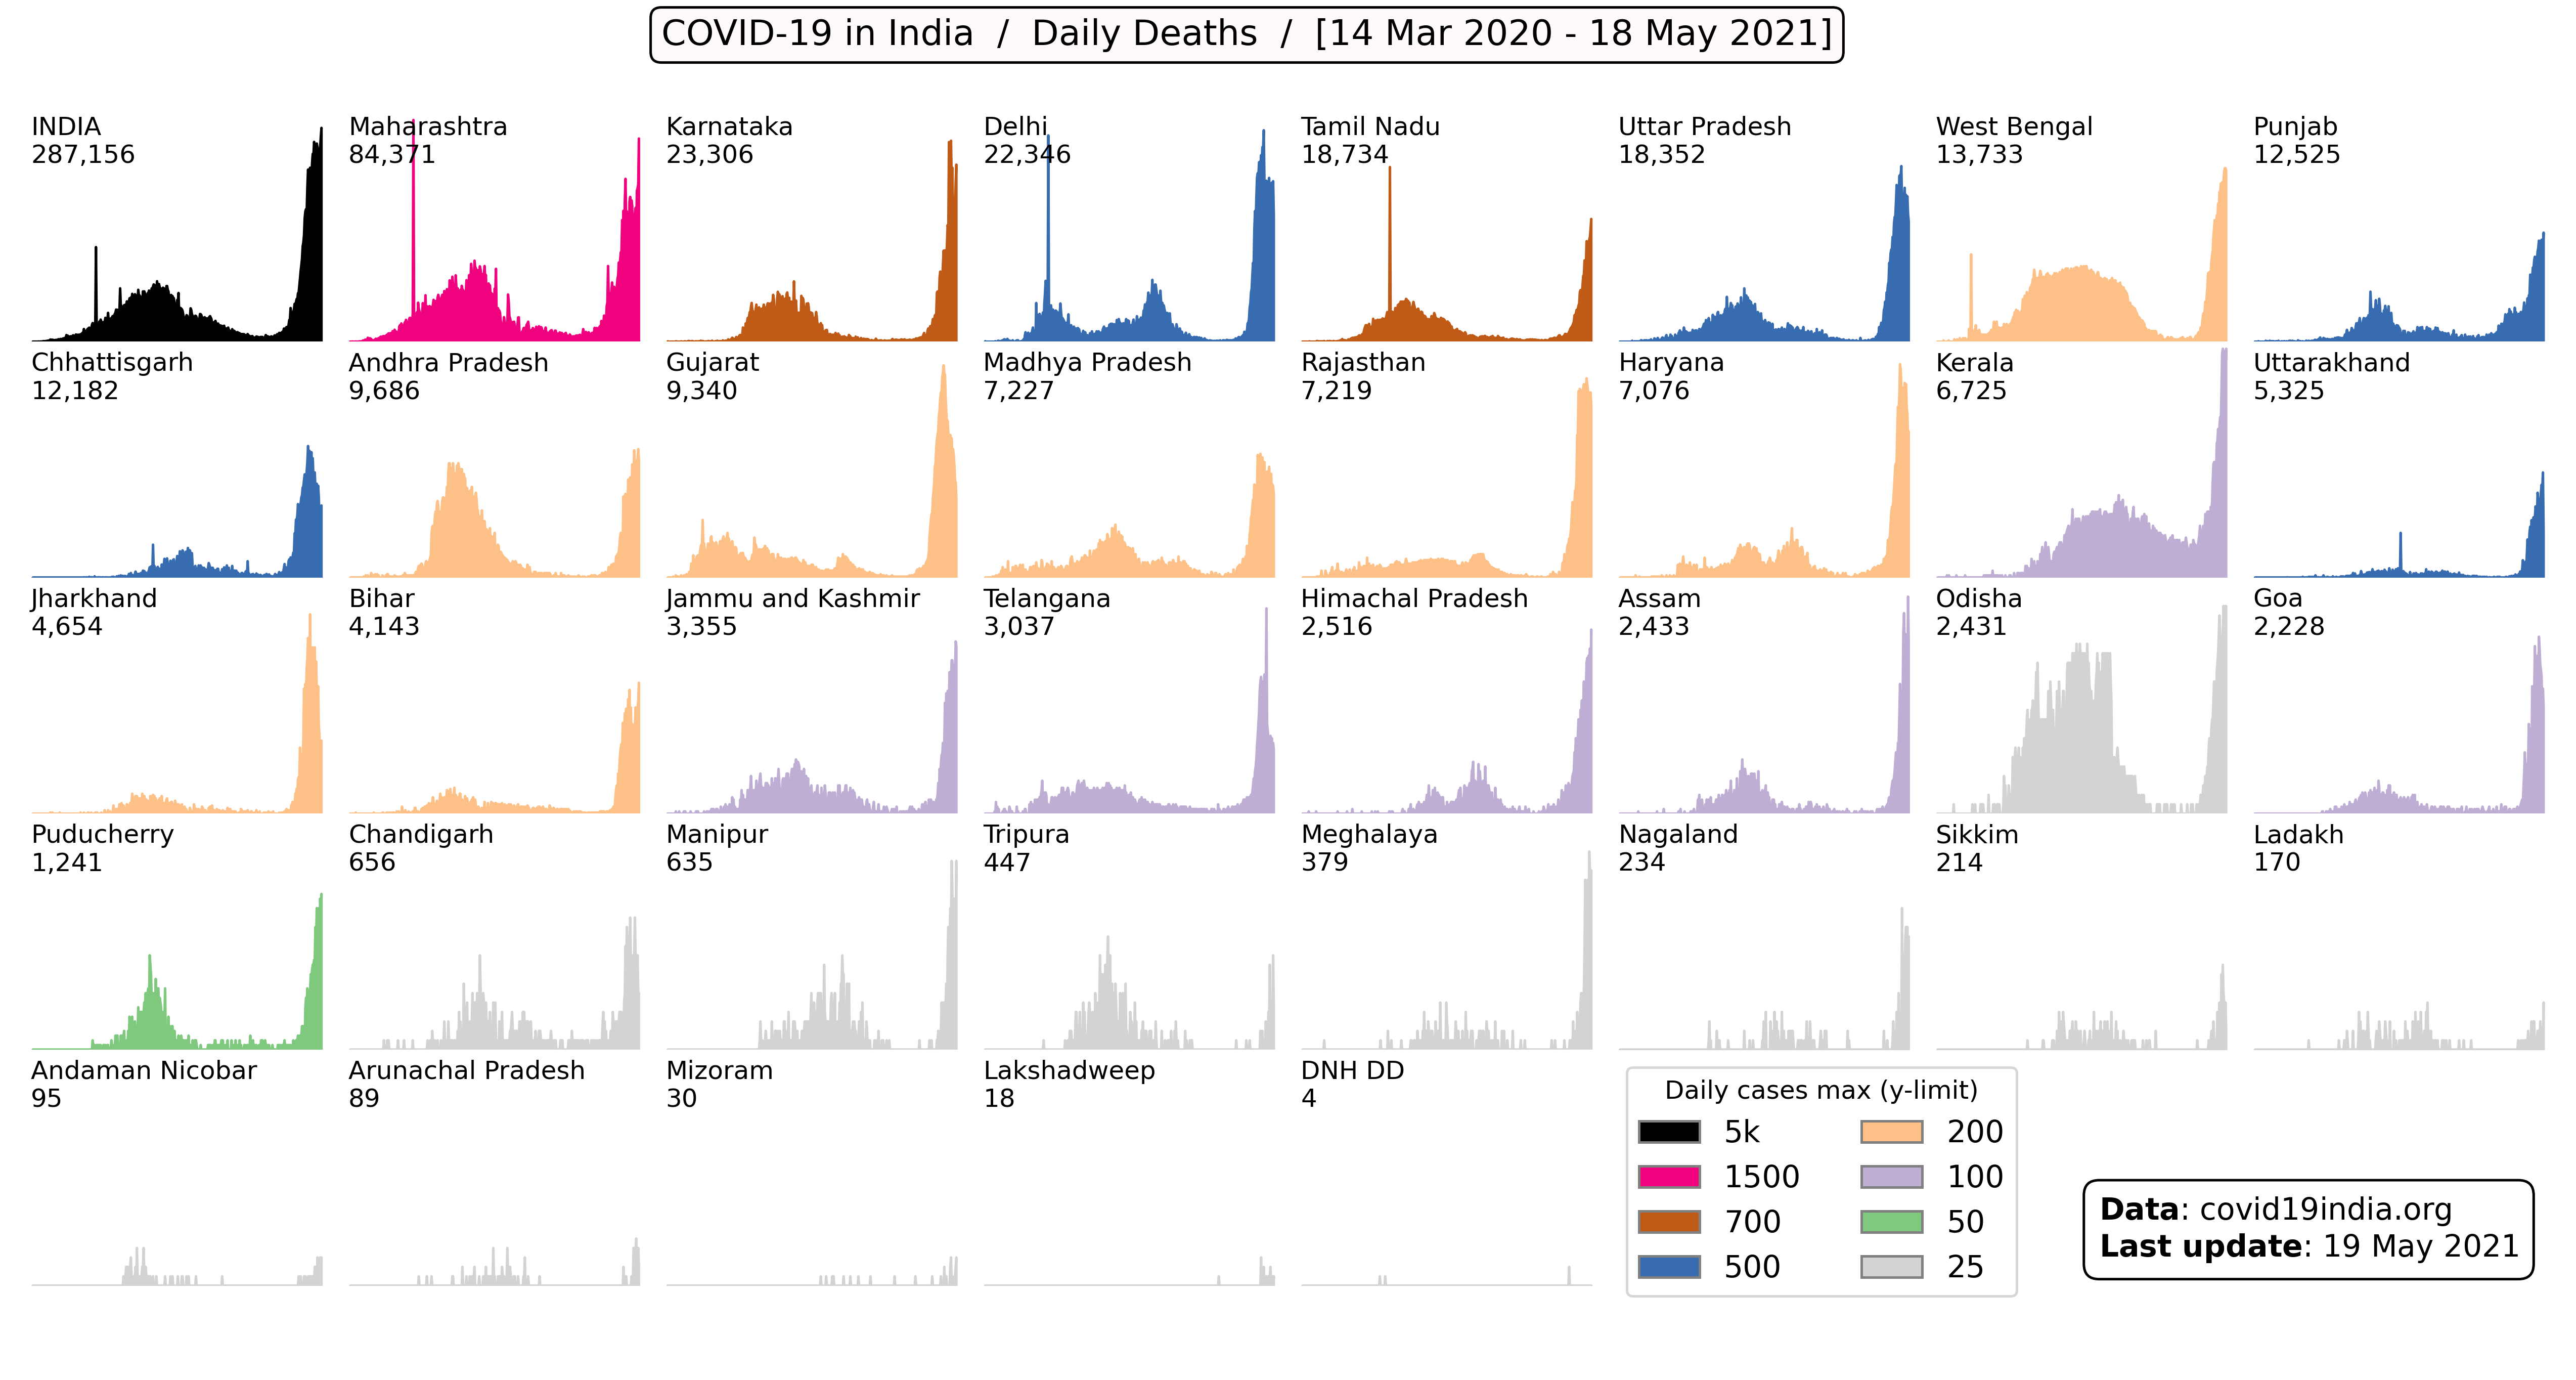 COVID-19 in India / Daily Deaths / [14 Mar 2020 - 18 May 2021]
INDIA
287,156
Maharashtra
84,371
Karnataka
23,306
Delhi
22,346
Tamil Nadu
18,734
Uttar Pradesh
18,352
West Bengal
13,733
Punjab
12,525
Chhattisgarh
12,182
Andhra Pradesh
9,686
Gujarat
9,340
Madhya Pradesh
7,227
Rajasthan
7,219
Haryana
7,076
Kerala
6,725
Uttarakhand
5,325
Jharkhand
4,654
Bihar
4,143
Jammu and Kashmir
3,355
Telangana
3,037
Himachal Pradesh
2,516
Assam
2,433
Odisha
2,431
Goa
2,228
Puducherry
1,241
Chandigarh
656
Manipur
635
Tripura
447
Meghalaya
379
Nagaland
234
Sikkim
214
Ladakh
170
Andaman Nicobar
95
Arunachal Pradesh
89
Mizoram
30
Lakshadweep
18
DNH DD
4
Daily cases max (y-limit)
5k
1500
700
500
200
100
50
25
Data: covid19india.org
Last update: 19 May 2021